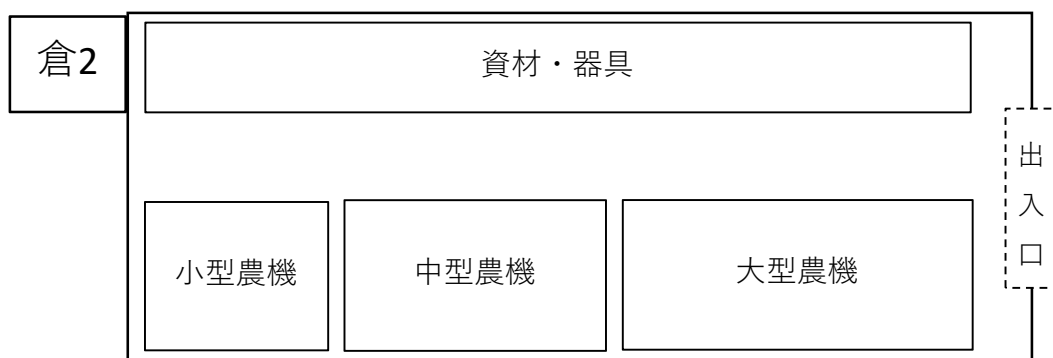 倉2
資材・器具
出入口
小型農機
中型農機
大型農機